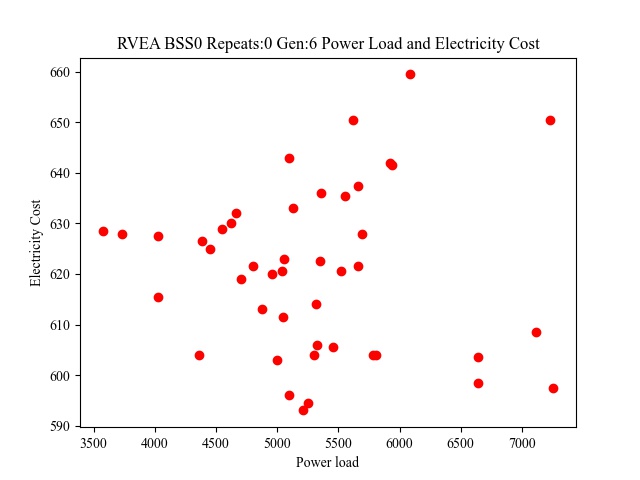 RVEA BSS0 Repeats:0 Gen:6 Power Load and Electricity Cost
660
650
640
630
620
610
600
590
Electricity Cost
3500 4000 4500 5000 5500 6000 6500 7000
Power load